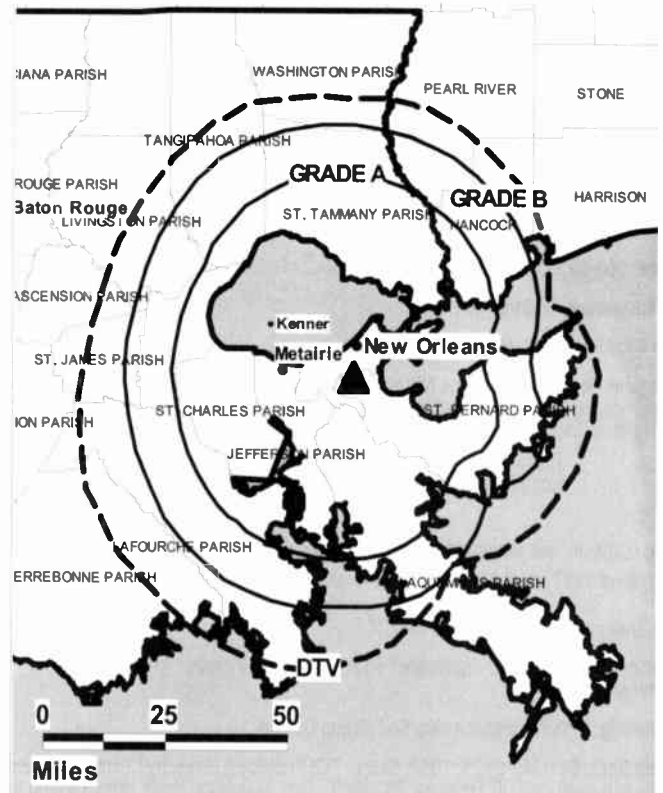 WASHINGTON PARIS
IANA PARISH
PEARL RIVER
STONE
TANGIPAHOA PARISH
GRADE A
ROUGE PARISH
GRADE B
HARRISON
Baton Rouge
ST. TAMMANY PARISH
LIVINGSTON PARISH
HANCOCK
ASCENSION PARISH
Kenner
New Orleans
Metairie
ST. JAMES PARISH
ST. CHARLES PARISH
ST. BERNARD PARISH
ION PARISH
JEFFERSON PARISH
LAFOURCHE PARISH
ERREBONNE PARISH
LAQUEMINES PARISH
DTV
0 25 50
Miles